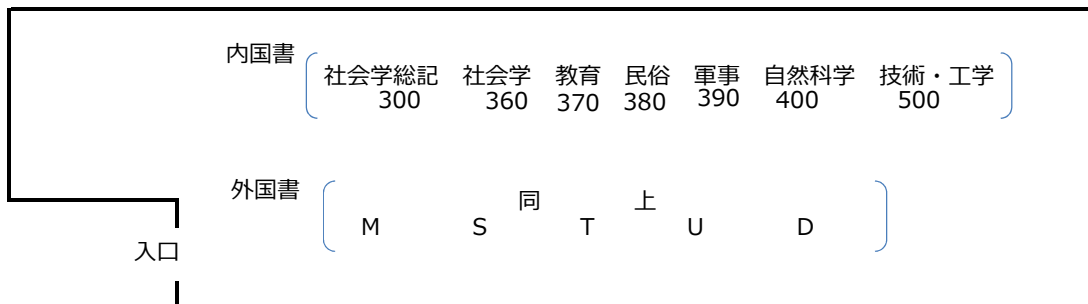 内国書
社会学総記 社会学 教育 民俗 軍事 自然科学 技術・工学
300 360 370 380 390 400 500
外国書
同 上
M S T U D
入口